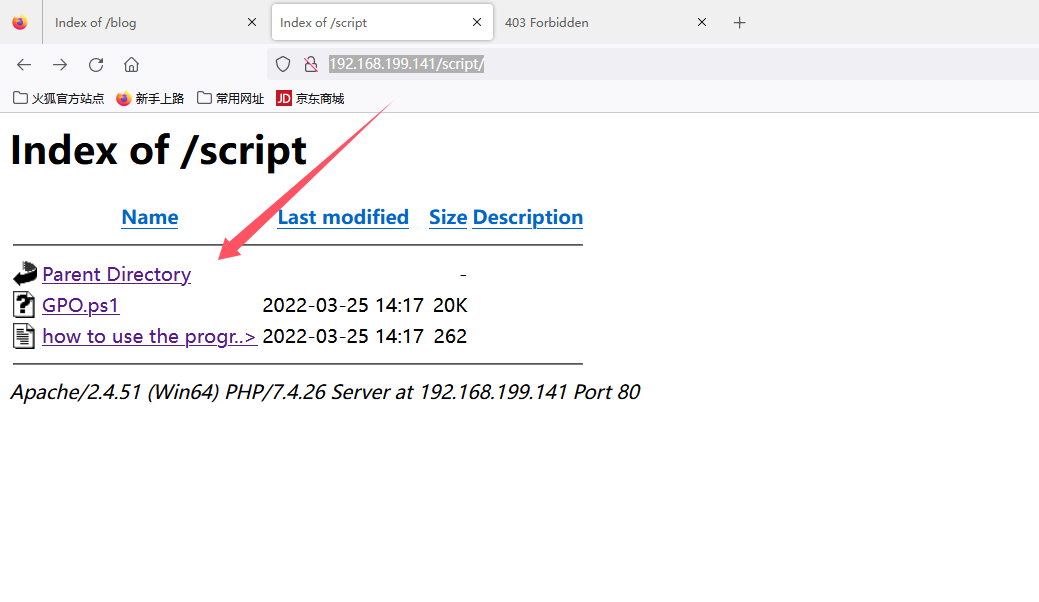 Index of /blog
Index of /script
403 Forbidden
192.168.199.141/script/
火狐官方站点 新手上路 常用网址 JD 京东商城
Index of /script
Name Last modified Size Description
Parent Directory -
GPO.ps1 2022-03-25 14:17 20K
how to use the progr..> 2022-03-25 14:17 262
Apache/2.4.51 (Win64) PHP/7.4.26 Server at 192.168.199.141 Port 80